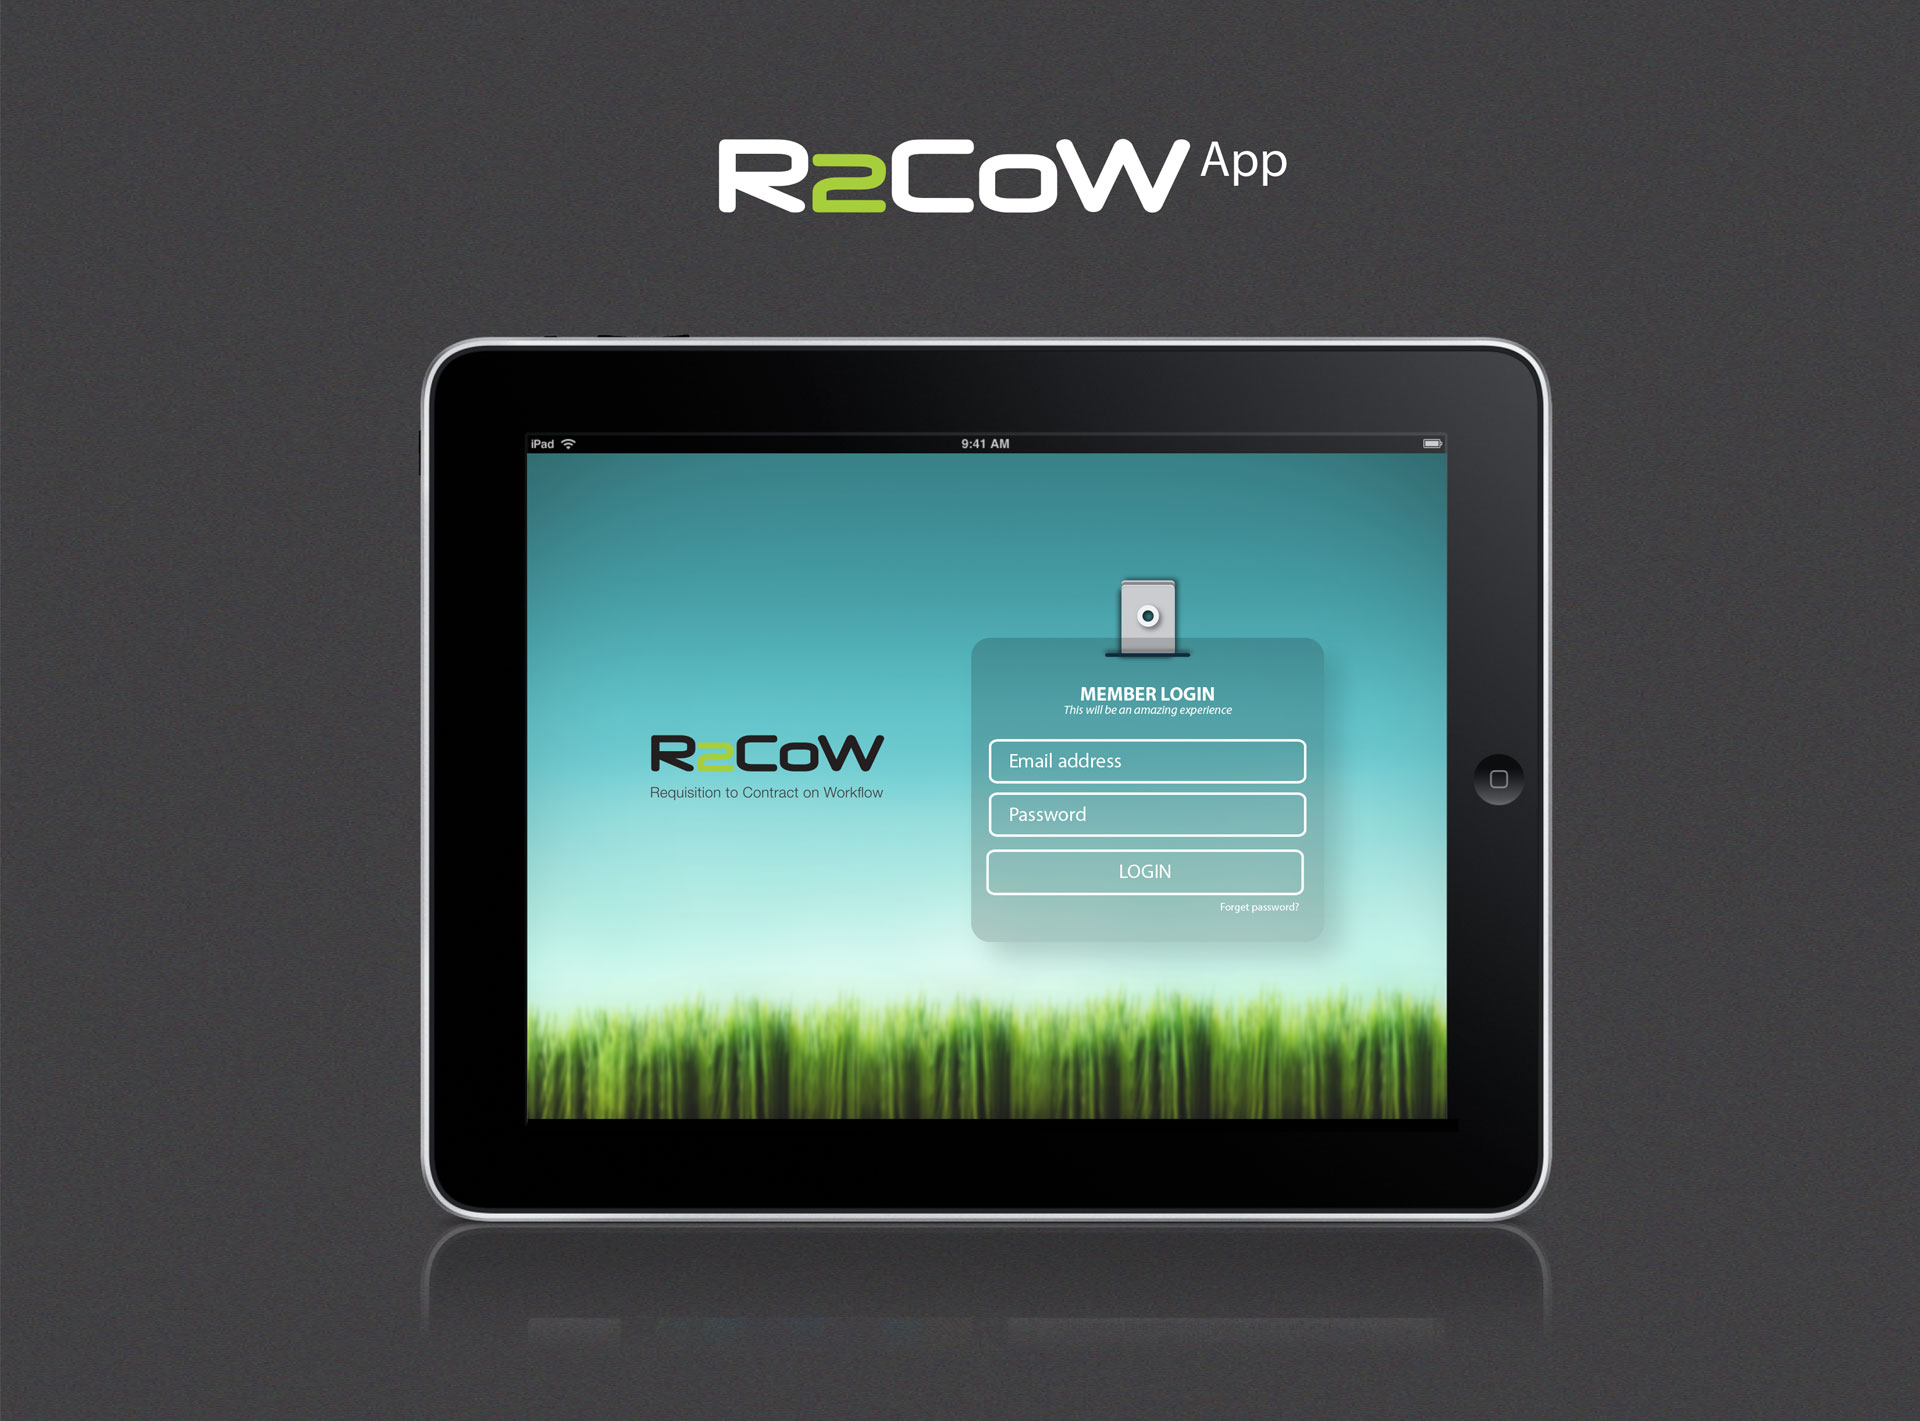 R2CoW App
iPad
9:41 AM
R2CoW
Requisition to Contract on Workflow
MEMBER LOGIN
This will be an amazing experience
Email address
Password
LOGIN
Forget password?